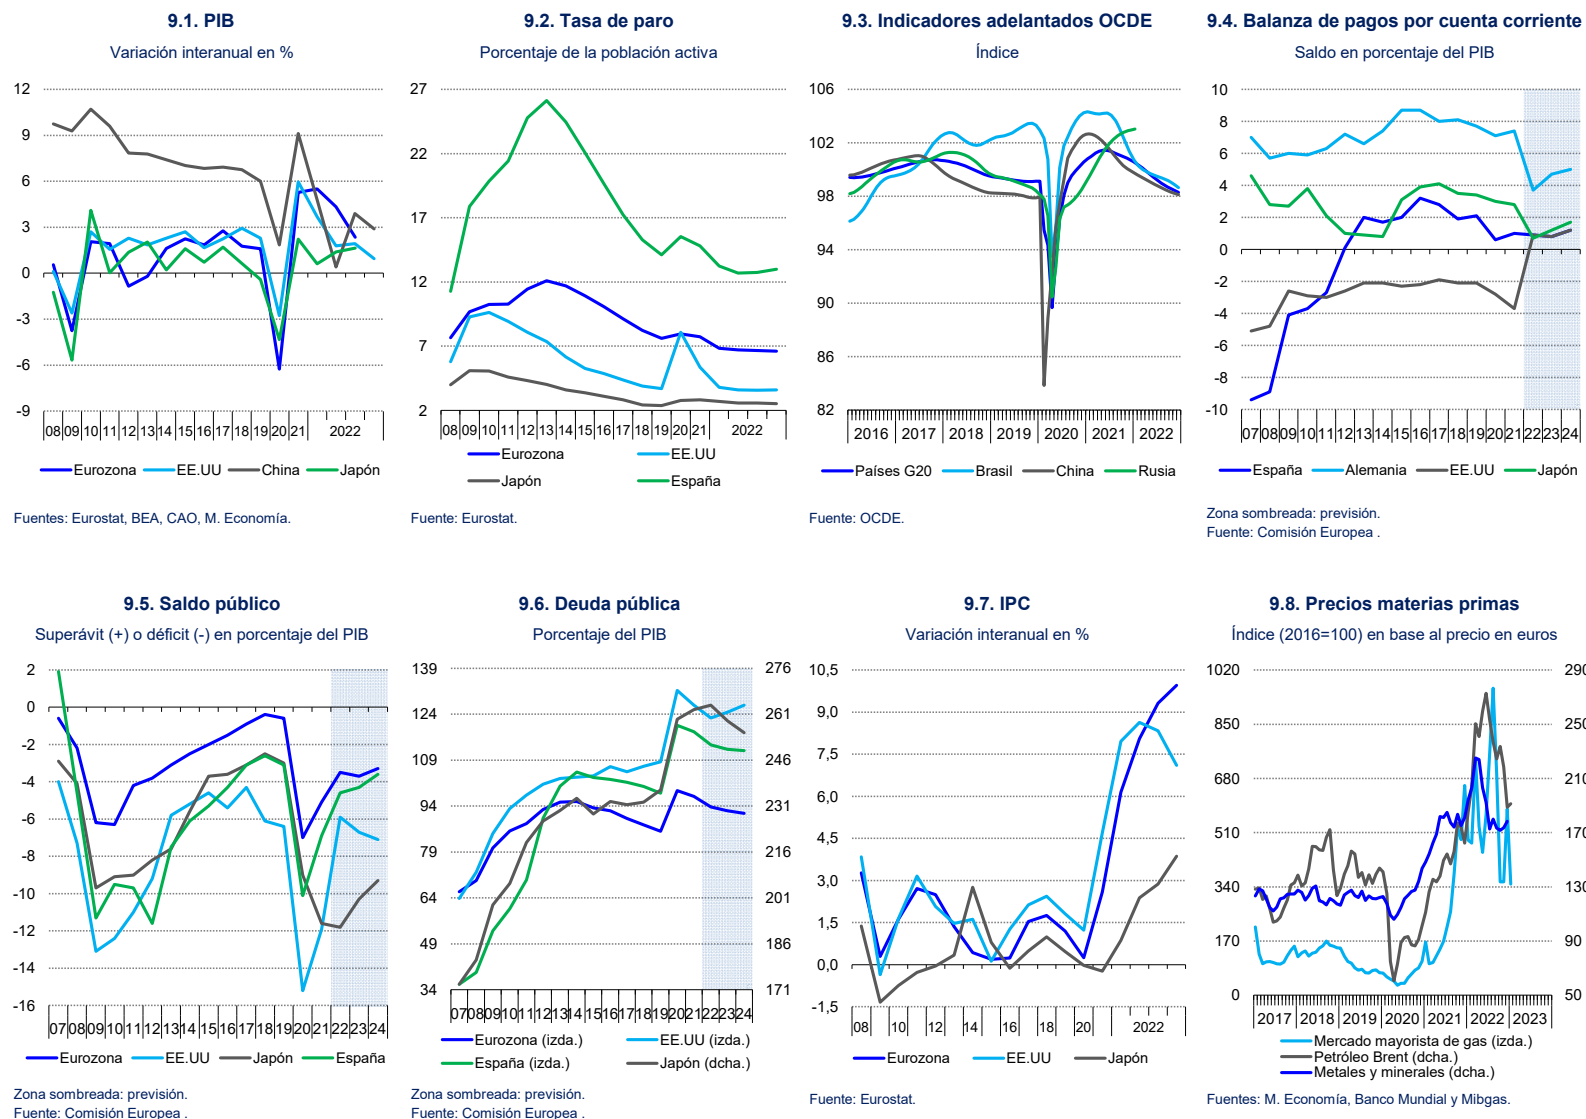 9.1. PIB
Variación interanual en %
12
9
6
3
0
-3
-6
-9
08 09 10 11 12 13 14 15 16 17 18 19 20 21 2022
Eurozona EE.UU China Japón
Fuentes: Eurostat, BEA, CAO, M. Economía.
9.2. Tasa de paro
Porcentaje de la población activa
27
22
17
12
7
2
08 09 10 11 12 13 14 15 16 17 18 19 20 21 2022
Eurozona EE.UU
Japón España
Fuente: Eurostat.
9.3. Indicadores adelantados OCDE
Índice
106
102
98
94
90
86
82
2016 2017 2018 2019 2020 2021 2022
Países G20 Brasil China Rusia
Fuente: OCDE.
9.4. Balanza de pagos por cuenta corriente
Saldo en porcentaje del PIB
10
8
6
4
2
0
-2
-4
-6
-8
-10
07 08 09 10 11 12 13 14 15 16 17 18 19 20 21 22 23 24
España Alemania EE.UU Japón
Zona sombreada: previsión.
Fuente: Comisión Europea .
9.5. Saldo público
Superávit (+) o déficit (-) en porcentaje del PIB
2
0
-2
-4
-6
-8
-10
-12
-14
-16
07 08 09 10 11 12 13 14 15 16 17 18 19 20 21 22 23 24
Eurozona EE.UU Japón España
Zona sombreada: previsión.
Fuente: Comisión Europea .
9.6. Deuda pública
Porcentaje del PIB
139 276
124 261
109 246
94 231
79 216
64 201
49 186
34 171
07 08 09 10 11 12 13 14 15 16 17 18 19 20 21 22 23 24
Eurozona (izda.) EE.UU (izda.)
España (izda.) Japón (dcha.)
Zona sombreada: previsión.
Fuente: Comisión Europea .
9.7. IPC
Variación interanual en %
10,5
9,0
7,5
6,0
4,5
3,0
1,5
0,0
-1,5
08 10 12 14 16 18 20 2022
Eurozona EE.UU Japón
Fuente: Eurostat.
9.8. Precios materias primas
Índice (2016=100) en base al precio en euros
1020 290
850 250
680 210
510 170
340 130
170 90
0 50
2017 2018 2019 2020 2021 2022 2023
Mercado mayorista de gas (izda.)
Petróleo Brent (dcha.)
Metales y minerales (dcha.)
Fuentes: M. Economía, Banco Mundial y Mibgas.